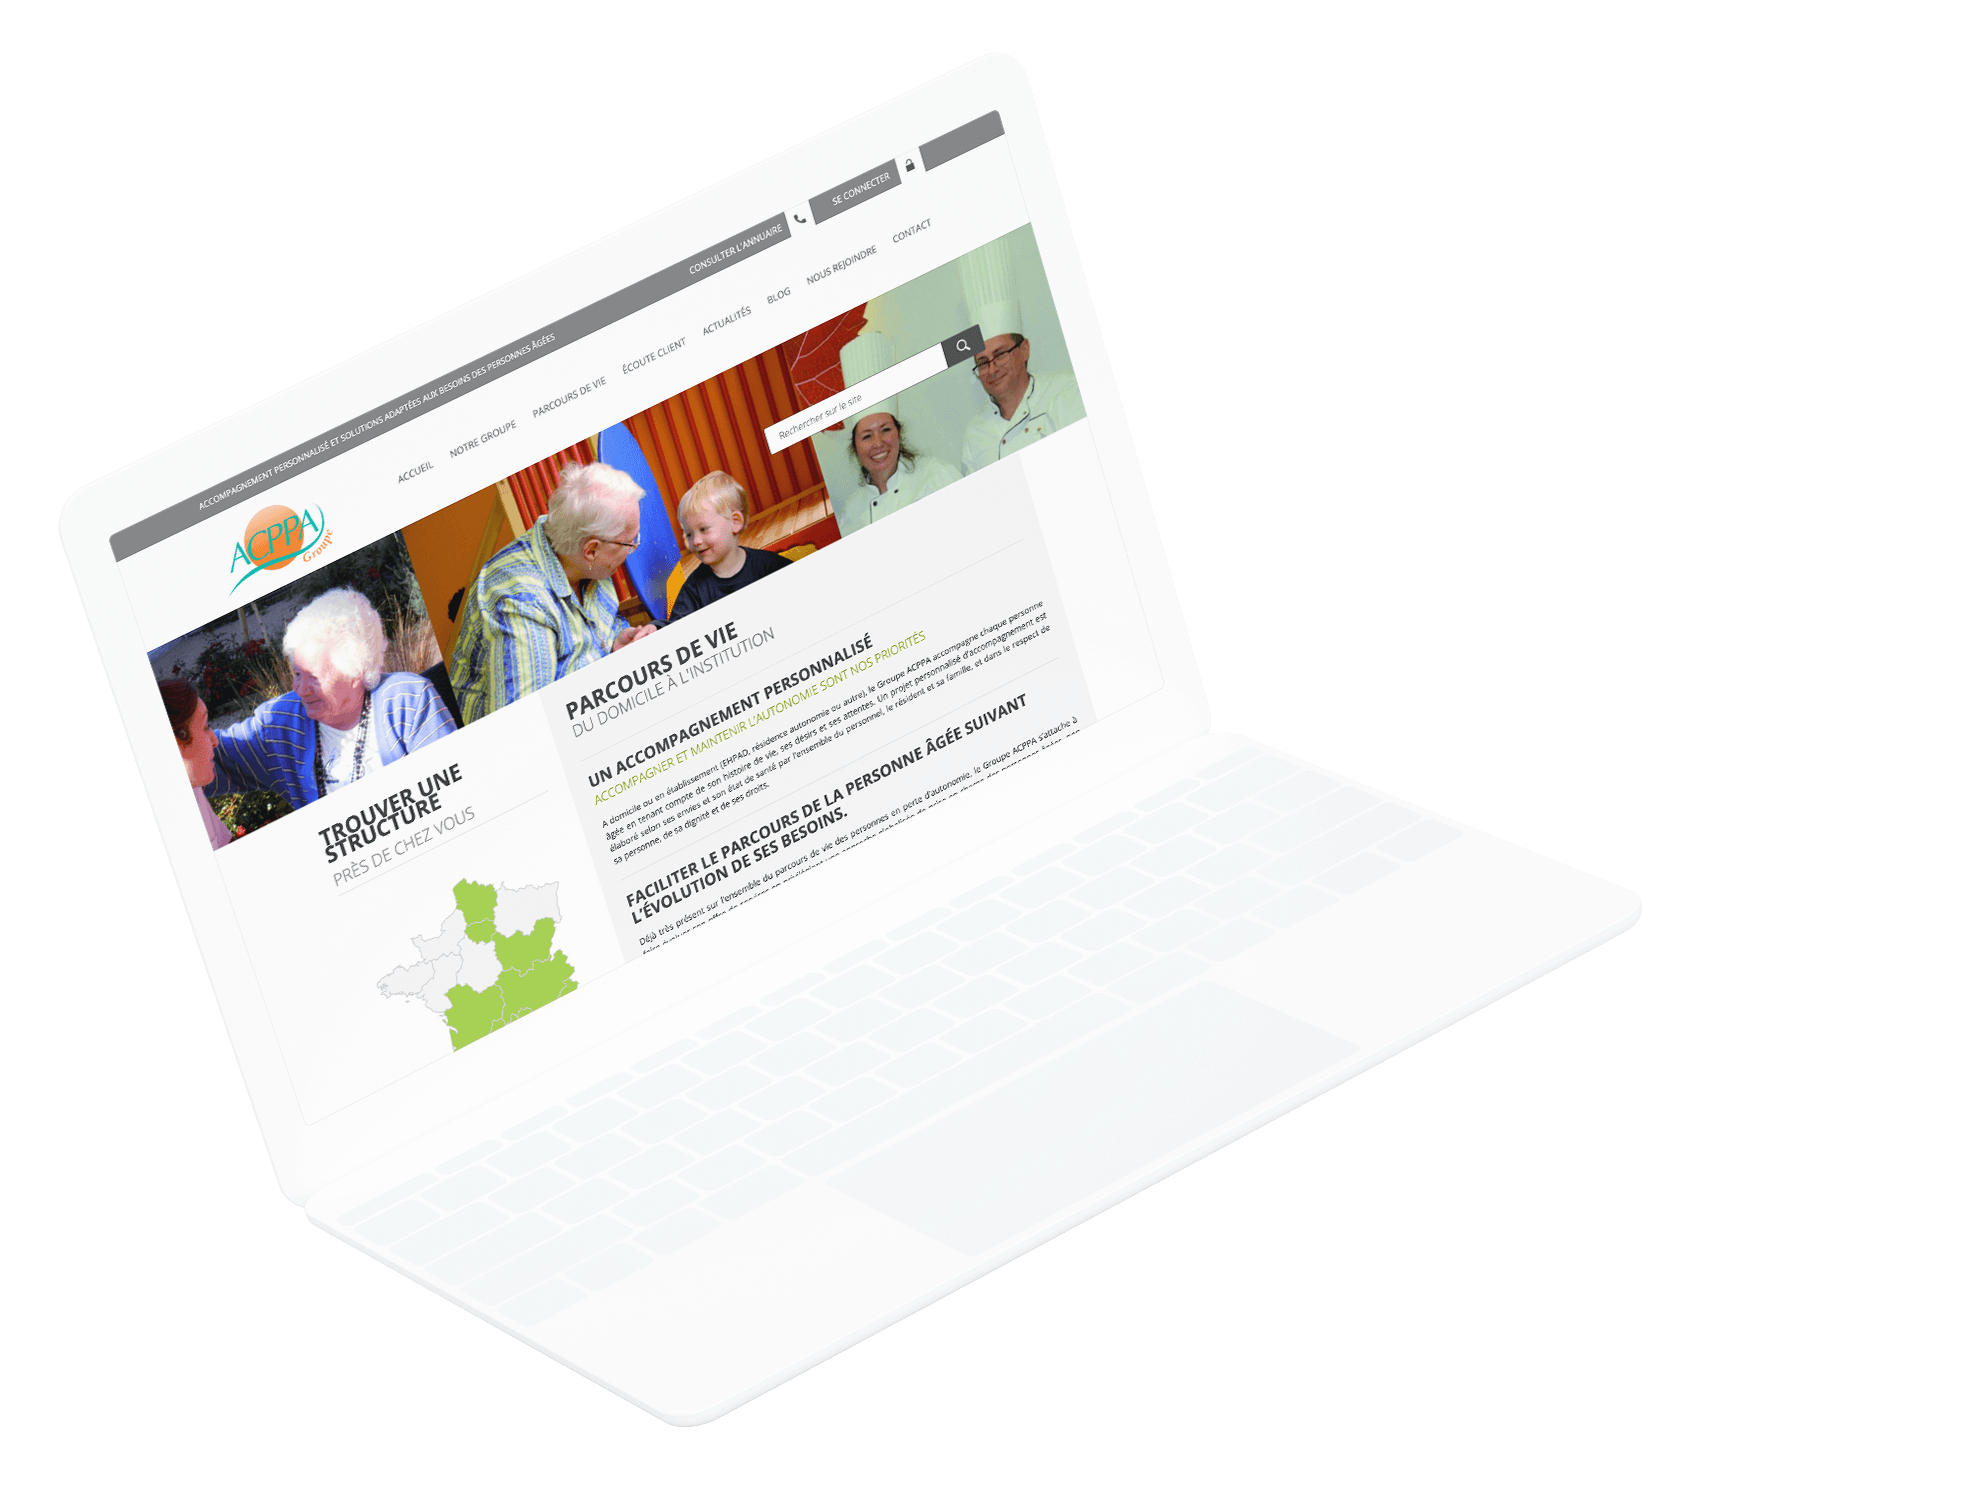 ACCOMPAGNEMENT PERSONNALISÉ ET SOLUTIONS ADAPTÉES AUX BESOINS DES PERSONNES ÂGÉES
CONSULTER L'ANNUAIRE
SE CONNECTER
ACPPA
Groupe
ACCUEIL
NOTRE GROUPE
PARCOURS DE VIE
ÉCOUTE CLIENT
ACTUALITÉS
BLOG
NOUS REJOINDRE
CONTACT
Rechercher sur le site
TROUVER UNE
STRUCTURE
PRÈS DE CHEZ VOUS
PARCOURS DE VIE
DU DOMICILE À L'INSTITUTION
UN ACCOMPAGNEMENT PERSONNALISÉ
ACCOMPAGNER ET MAINTENIR L'AUTONOMIE SONT NOS PRIORITÉS
A domicile ou en établissement (EHPAD, résidence autonomie ou autre), le Groupe ACPPA accompagne chaque personne
âgée en tenant compte de son histoire de vie, ses désirs et ses attentes. Un projet personnalisé d'accompagnement est
élaboré selon ses envies et son état de santé par l'ensemble du personnel, le résident et sa famille, et dans le respect de
sa personne, de sa dignité et de ses droits.
FACILITER LE PARCOURS DE LA PERSONNE ÂGÉE SUIVANT
L'ÉVOLUTION DE SES BESOINS.
Déjà très présent sur l'ensemble du parcours de vie des personnes en perte d'autonomie, le Groupe ACPPA s'attache à